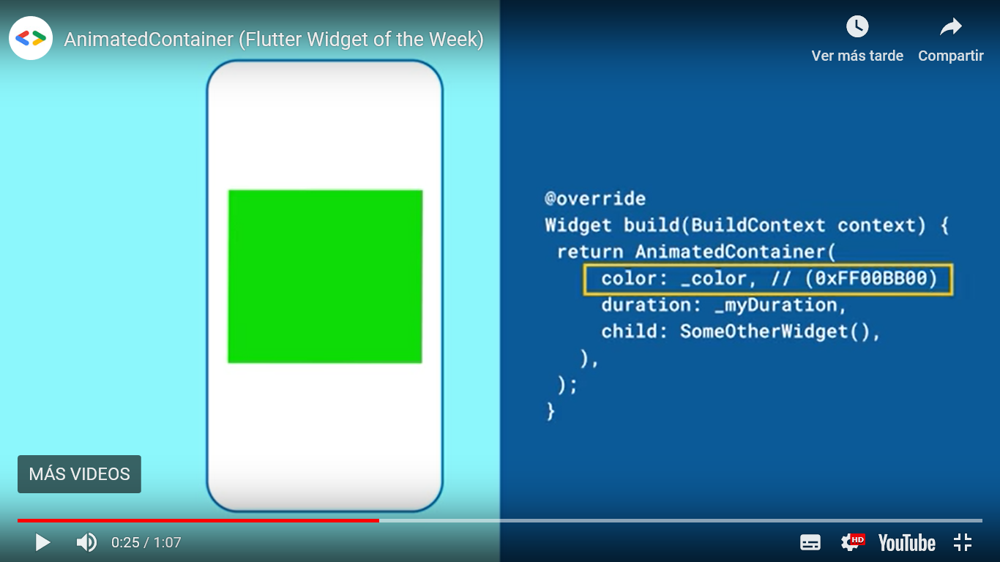 AnimatedContainer (Flutter Widget of the Week)
Ver más tarde
Compartir
@override
Widget build(BuildContext context) {
return AnimatedContainer(
color: _color, // (0xFF00BB00)
duration: _myDuration,
child: SomeOtherWidget(),
),
);
}
MÁS VIDEOS
0:25 / 1:07
HD
YouTube